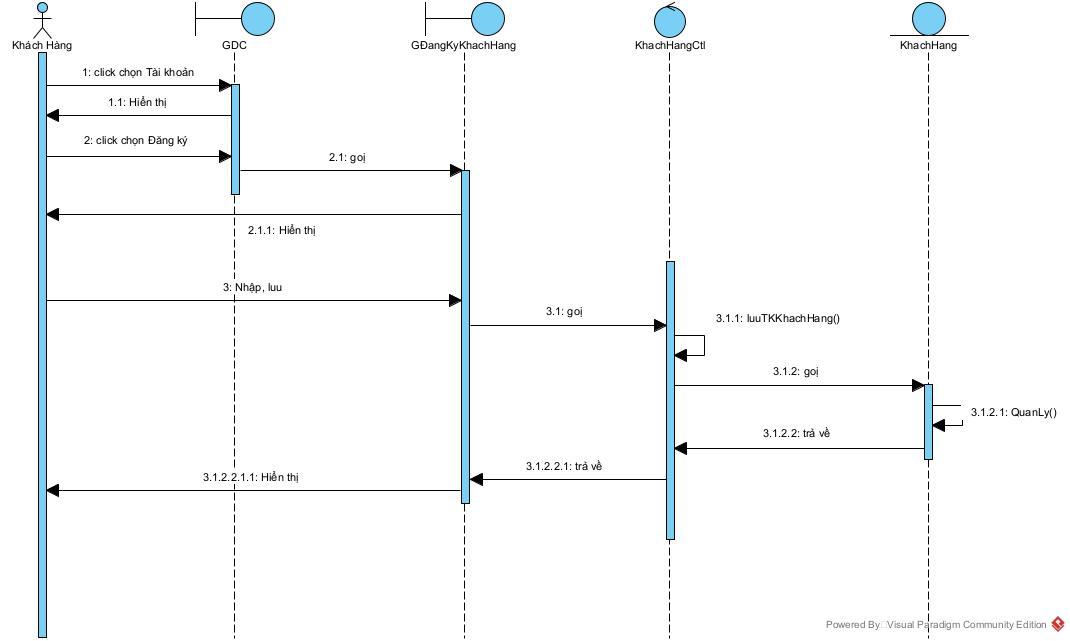 Khách Hàng
GDC
GĐangKyKhachHang
KhachHangCtl
KhachHang
1: click chọn Tài khoản
1.1: Hiển thị
2: click chọn Đăng ký
2.1: gọi
2.1.1: Hiển thị
3: Nhập, luu
3.1: gọi
3.1.1: luuTKKhachHang()
3.1.2: gọi
3.1.2.1: QuanLy()
3.1.2.2: trả về
3.1.2.2.1: trả về
3.1.2.2.1.1: Hiển thị
Powered By Visual Paradigm Community Edition